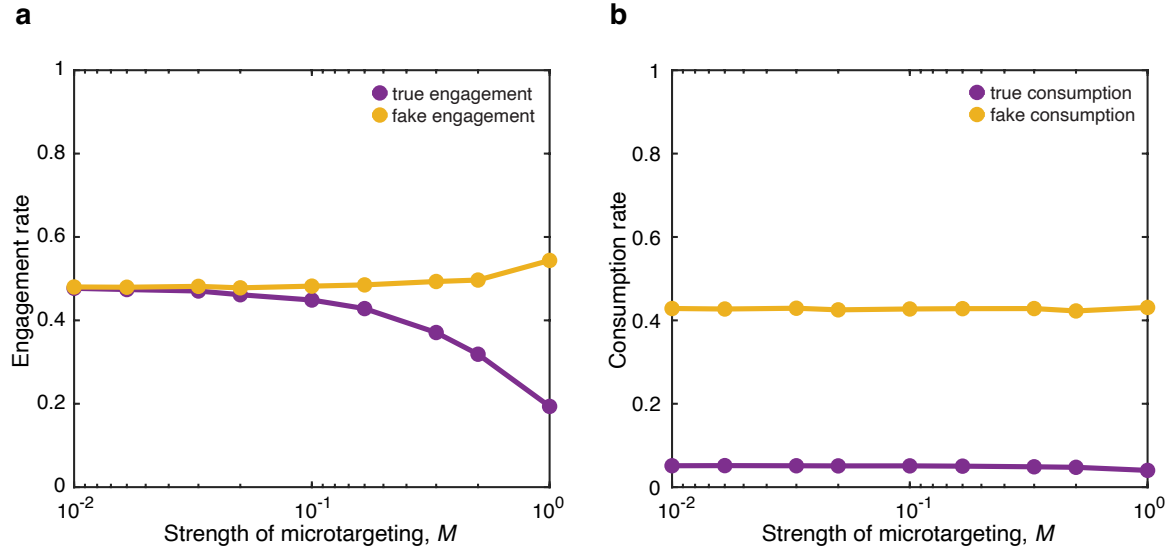 a
1
0.8
0.6
0.4
0.2
0
Engagement rate
true engagement
fake engagement
10^-2
10^-1
10^0
Strength of microtargeting, M
b
1
0.8
0.6
0.4
0.2
0
Consumption rate
true consumption
fake consumption
10^-2
10^-1
10^0
Strength of microtargeting, M